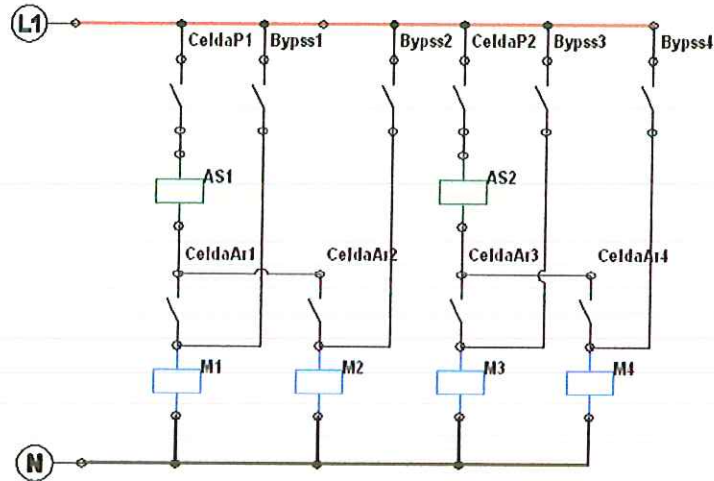 L1
CeldaP1 Bypss1 Bypss2 CeldaP2 Bypss3 Bypss4
AS1 AS2
CeldaAr1 CeldaAr2 CeldaAr3 CeldaAr4
M1 M2 M3 M4
N